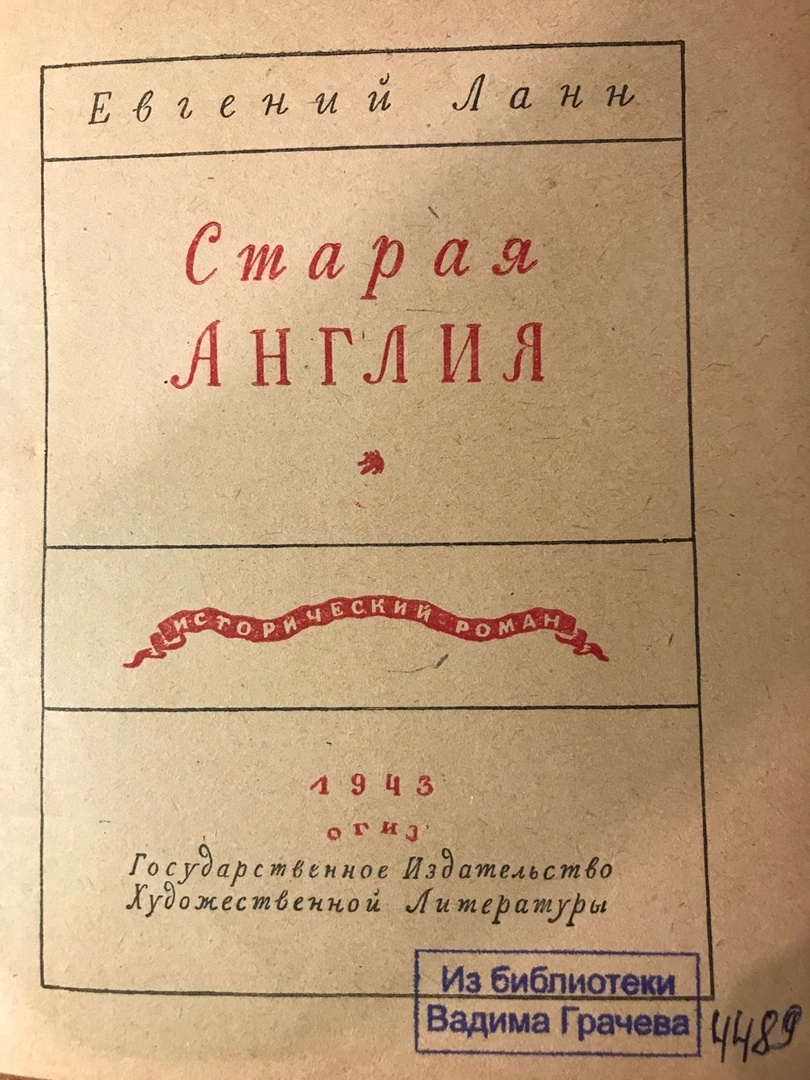 Евгений Ланн
Старая
Англия
ИСТОРИЧЕСКИЙ РОМАН
1943
огиз
Государственное Издательство
Художественной Литературы
Из библиотеки
Вадима Грачева
4489